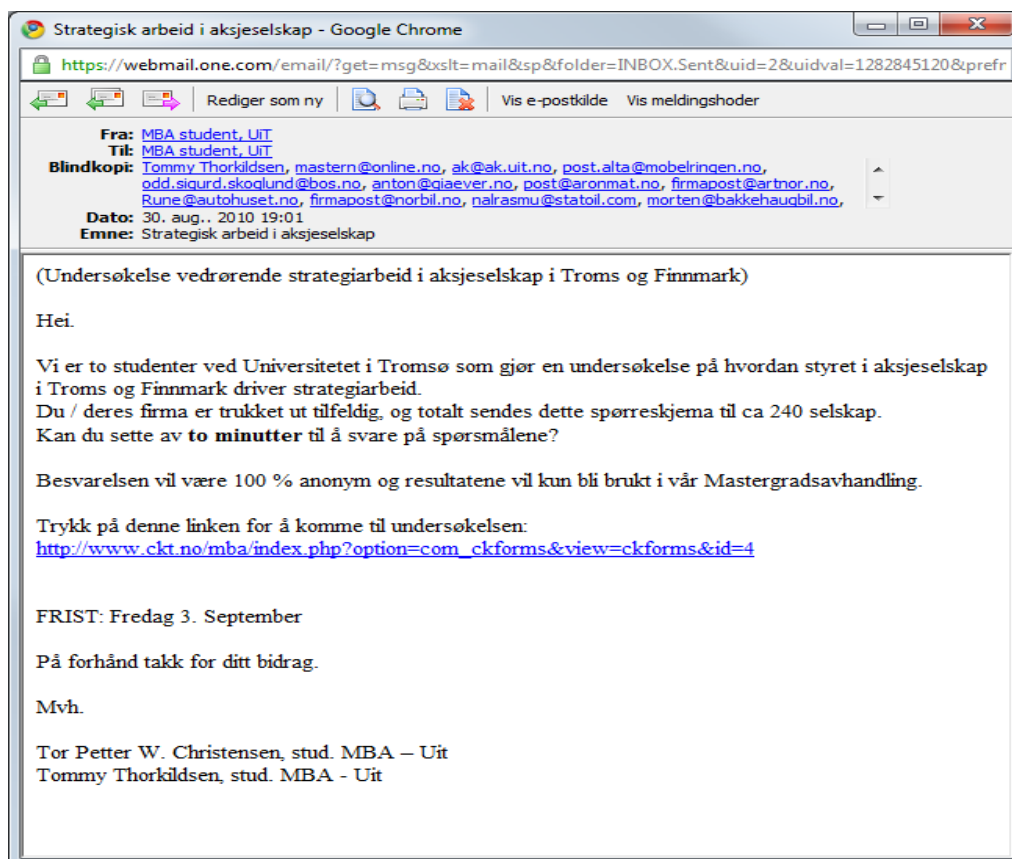 Strategisk arbeid i aksjeselskap - Google Chrome
https://webmail.one.com/email/?get=msg&xslt=mail&sp&folder=INBOX.Sent&uid=2&uidval=1282845120&prefr
Rediger som ny Vis e-postkilde Vis meldingshoder
Fra: MBA student, UiT
Til: MBA student, UiT
Blindkopi: Tommy Thorkildsen, mastern@online.no, ak@ak.uit.no, post.alta@mobelringen.no,
odd.sigurd.skoglund@bos.no, anton@giaever.no, post@aronmat.no, firmapost@artnor.no,
Rune@autohuset.no, firmapost@norbil.no, nalrasmu@statoil.com, morten@bakkehaugbil.no,
Dato: 30. aug.. 2010 19:01
Emne: Strategisk arbeid i aksjeselskap
(Undersøkelse vedrørende strategiarbeid i aksjeselskap i Troms og Finnmark)
Hei.
Vi er to studenter ved Universitetet i Tromsø som gjør en undersøkelse på hvordan styret i aksjeselskap
i Troms og Finnmark driver strategiarbeid.
Du / deres firma er trukket ut tilfeldig, og totalt sendes dette spørreskjema til ca 240 selskap.
Kan du sette av to minutter til å svare på spørsmålene?
Besvarelsen vil være 100 % anonym og resultatene vil kun bli brukt i vår Mastergradsavhandling.
Trykk på denne linken for å komme til undersøkelsen:
http://www.ckt.no/mba/index.php?option=com_ckforms&view=ckforms&id=4
FRIST: Fredag 3. September
På forhånd takk for ditt bidrag.
Mvh.
Tor Petter W. Christensen, stud. MBA – Uit
Tommy Thorkildsen, stud. MBA - Uit